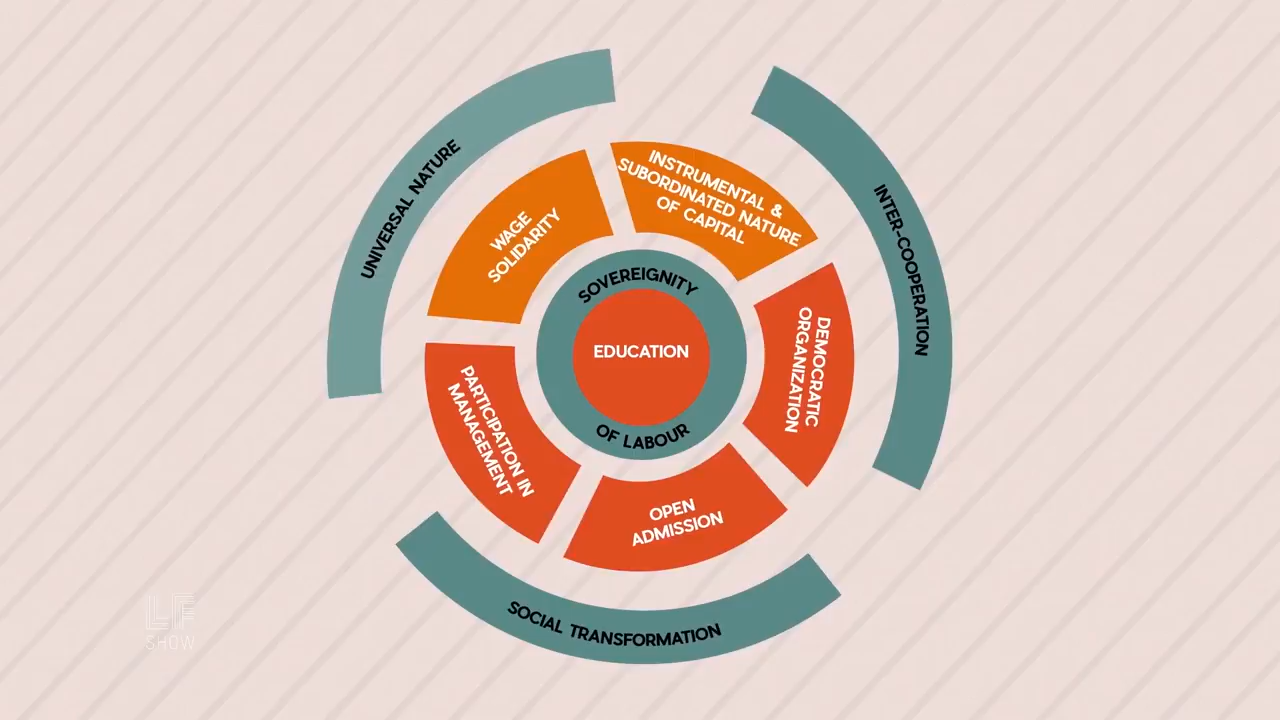 UNIVERSAL NATURE
INTER-COOPERATION
INSTRUMENTAL &
SUBORDINATED NATURE
OF CAPITAL
WAGE
SOLIDARITY
SOVEREIGNITY
OF LABOUR
EDUCATION
DEMOCRATIC
ORGANIZATION
PARTICIPATION IN
MANAGEMENT
OPEN
ADMISSION
SOCIAL TRANSFORMATION
LF
SHOW